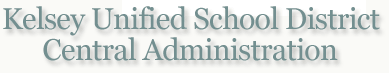 Kelsey Unified School District
Central Administration